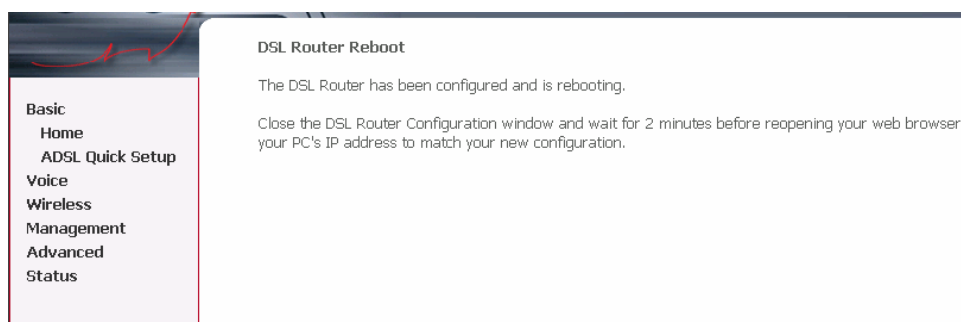 DSL Router Reboot
The DSL Router has been configured and is rebooting.
Close the DSL Router Configuration window and wait for 2 minutes before reopening your web browser
your PC's IP address to match your new configuration.
Basic
Home
ADSL Quick Setup
Voice
Wireless
Management
Advanced
Status